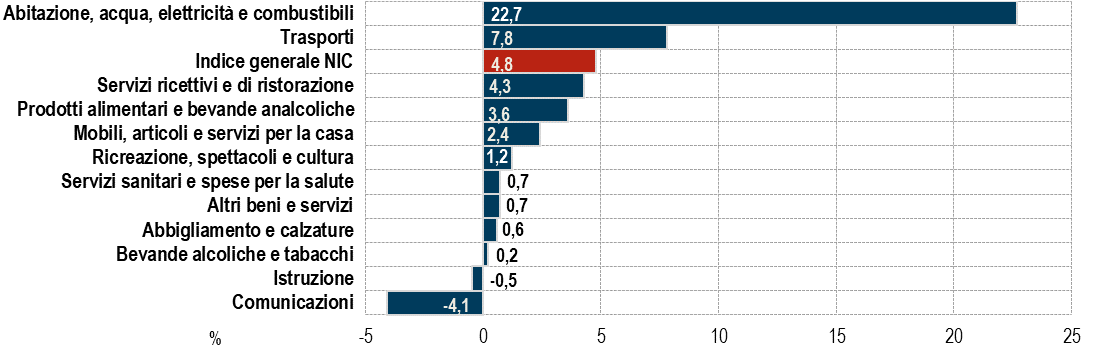 Abitazione, acqua, elettricità e combustibili 22,7
Trasporti 7,8
Indice generale NIC 4,8
Servizi ricettivi e di ristorazione 4,3
Prodotti alimentari e bevande analcoliche 3,6
Mobili, articoli e servizi per la casa 2,4
Ricreazione, spettacoli e cultura 1,2
Servizi sanitari e spese per la salute 0,7
Altri beni e servizi 0,7
Abbigliamento e calzature 0,6
Bevande alcoliche e tabacchi 0,2
Istruzione -0,5
Comunicazioni -4,1
% -5 0 5 10 15 20 25